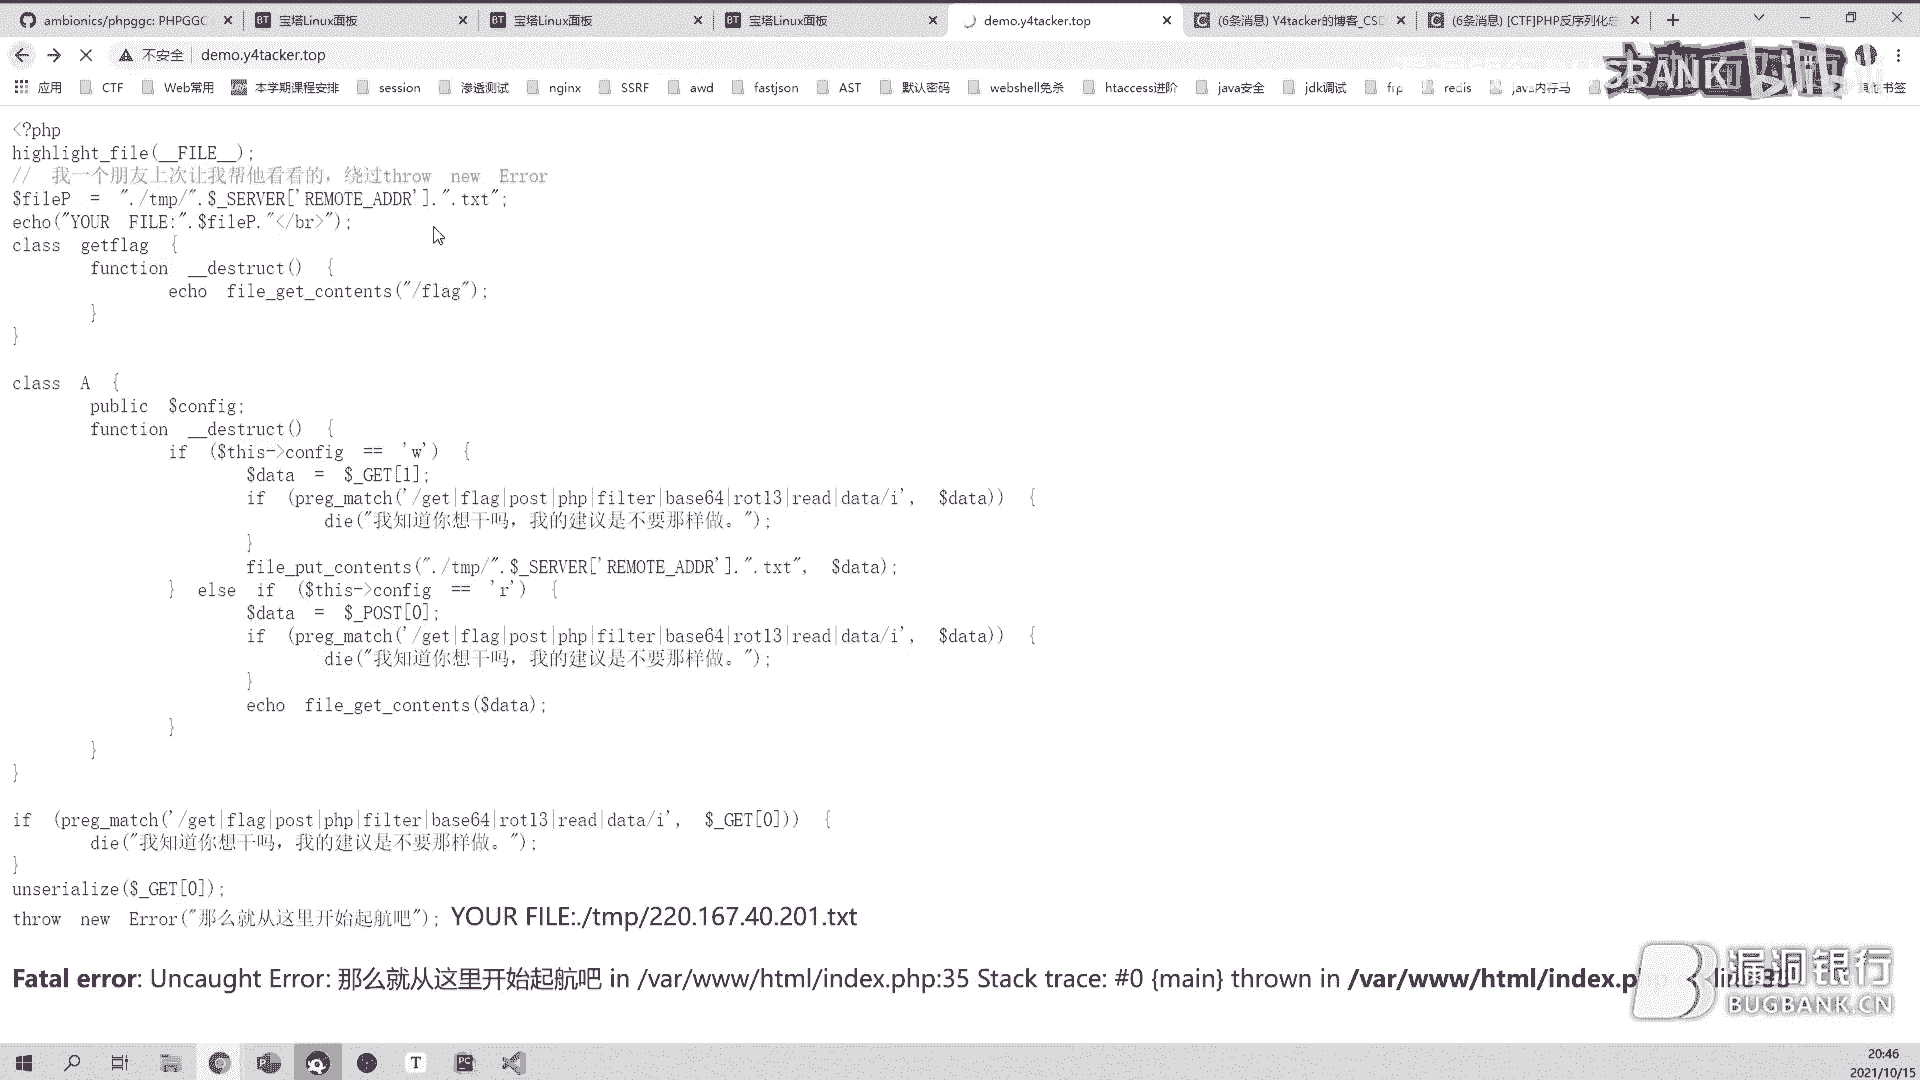 ambionics/phpggc: PHPGGC
宝塔Linux面板
宝塔Linux面板
宝塔Linux面板
demo.y4tacker.top
(6条消息) Y4tacker的博客_CSD
(6条消息) [CTF]PHP反序列化总
不安全 demo.y4tacker.top
应用 CTF Web常用 本学期课程安排 session 渗透测试 nginx SSRF awd fastjson AST 默认密码 webshell免杀 htaccess进阶 java安全 jdk调试 frp redis java内存马 书签
<?php
highlight_file(__FILE__);
// 我一个朋友上次让我帮他看看的，绕过throw new Error
$fileP = "./tmp/".$_SERVER['REMOTE_ADDR'].".txt";
echo("YOUR FILE:".$fileP."</br>");
class getflag {
function __destruct() {
echo file_get_contents("/flag");
}
}
class A {
public $config;
function __destruct() {
if ($this->config == 'w') {
$data = $_GET[1];
if (preg_match('/get|flag|post|php|filter|base64|rot13|read|data/i', $data)) {
die("我知道你想干吗，我的建议是不要那样做。");
}
file_put_contents("./tmp/".$_SERVER['REMOTE_ADDR'].".txt", $data);
} else if ($this->config == 'r') {
$data = $_POST[0];
if (preg_match('/get|flag|post|php|filter|base64|rot13|read|data/i', $data)) {
die("我知道你想干吗，我的建议是不要那样做。");
}
echo file_get_contents($data);
}
}
}
if (preg_match('/get|flag|post|php|filter|base64|rot13|read|data/i', $_GET[0])) {
die("我知道你想干吗，我的建议是不要那样做。");
}
unserialize($_GET[0]);
throw new Error("那么就从这里开始起航吧"); YOUR FILE:./tmp/220.167.40.201.txt
Fatal error: Uncaught Error: 那么就从这里开始起航吧 in /var/www/html/index.php:35 Stack trace: #0 {main} thrown in /var/www/html/index.p
漏洞银行
BUGBANK.CN
20:46
2021/10/15